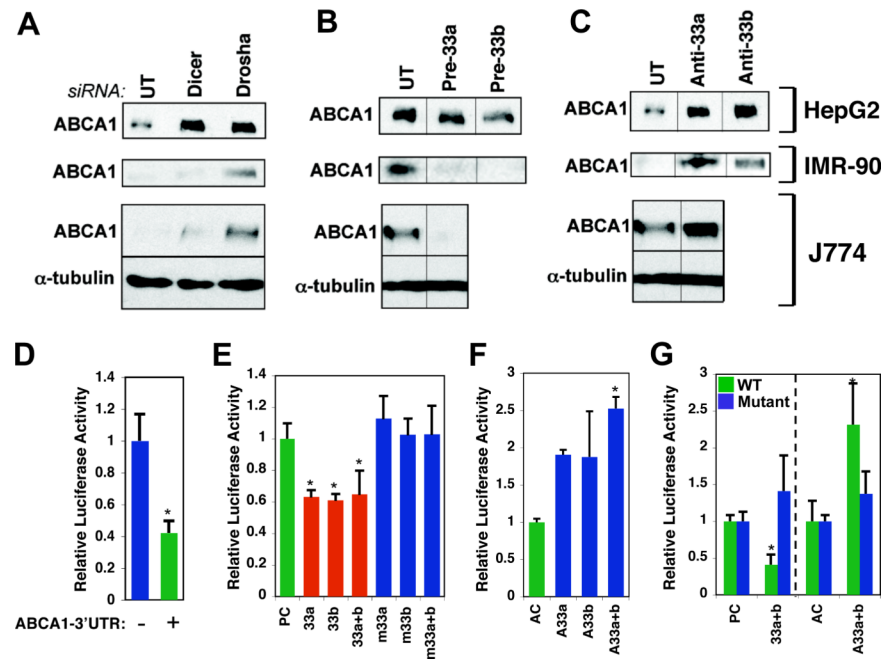 A
siRNA: UT Dicer Drosha
ABCA1
ABCA1
ABCA1
α-tubulin
B
UT Pre-33a Pre-33b
ABCA1
ABCA1
ABCA1
α-tubulin
C
UT Anti-33a Anti-33b
ABCA1
ABCA1
ABCA1
α-tubulin
HepG2
IMR-90
J774
D
Relative Luciferase Activity
1.4
1.2
1
0.8
0.6
0.4
0.2
0
*
ABCA1-3'UTR: - +
E
Relative Luciferase Activity
1.4
1.2
1
0.8
0.6
0.4
0.2
0
* * *
PC 33a 33b 33a+b m33a m33b m33a+b
F
Relative Luciferase Activity
3
2.5
2
1.5
1
0.5
0
*
AC A33a A33b A33a+b
G
Relative Luciferase Activity
3
2.5
2
1.5
1
0.5
0
WT
Mutant
* *
PC 33a+b AC A33a+b